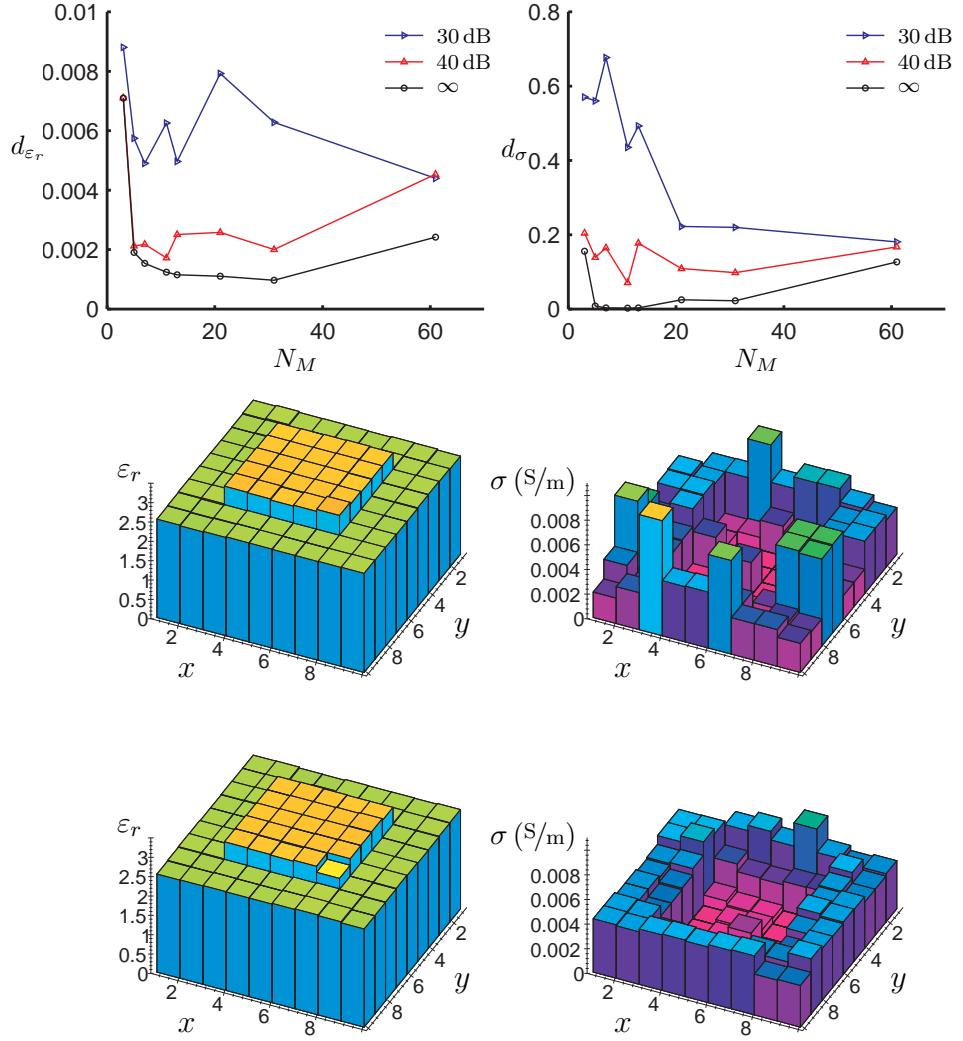 0.01
0.008
0.006
0.004
0.002
0
d_{ε_r}
0 20 40 60
N_M
30 dB
40 dB
∞
0.8
0.6
0.4
0.2
0
d_σ
0 20 40 60
N_M
30 dB
40 dB
∞
ε_r
3
2.5
2
1.5
1
0.5
0
2 4 6 8
x
2
4
6
8
y
σ (S/m)
0.008
0.006
0.004
0.002
0
2 4 6 8
x
2
4
6
8
y
ε_r
3
2.5
2
1.5
1
0.5
0
2 4 6 8
x
2
4
6
8
y
σ (S/m)
0.008
0.006
0.004
0.002
0
2 4 6 8
x
2
4
6
8
y